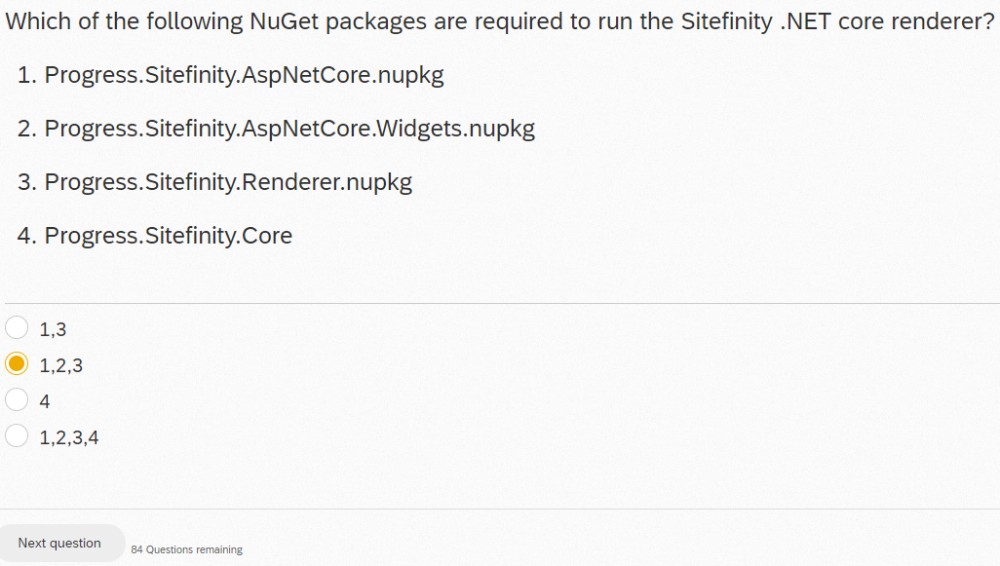 Which of the following NuGet packages are required to run the Sitefinity .NET core renderer?
1. Progress.Sitefinity.AspNetCore.nupkg
2. Progress.Sitefinity.AspNetCore.Widgets.nupkg
3. Progress.Sitefinity.Renderer.nupkg
4. Progress.Sitefinity.Core
1,3
1,2,3
4
1,2,3,4
Next question
84 Questions remaining